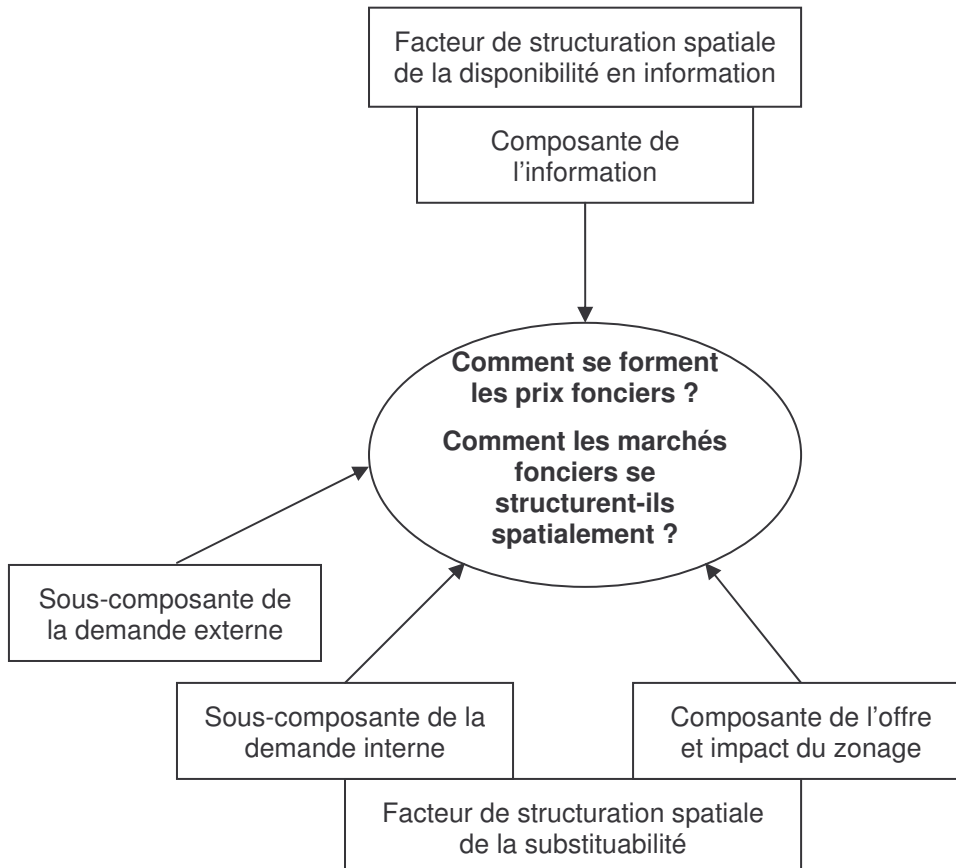 Facteur de structuration spatiale
de la disponibilité en information
Composante de
l’information
Comment se forment
les prix fonciers ?
Comment les marchés
fonciers se
structurent-ils
spatialement ?
Sous-composante de
la demande externe
Sous-composante de la
demande interne
Composante de l’offre
et impact du zonage
Facteur de structuration spatiale
de la substituabilité